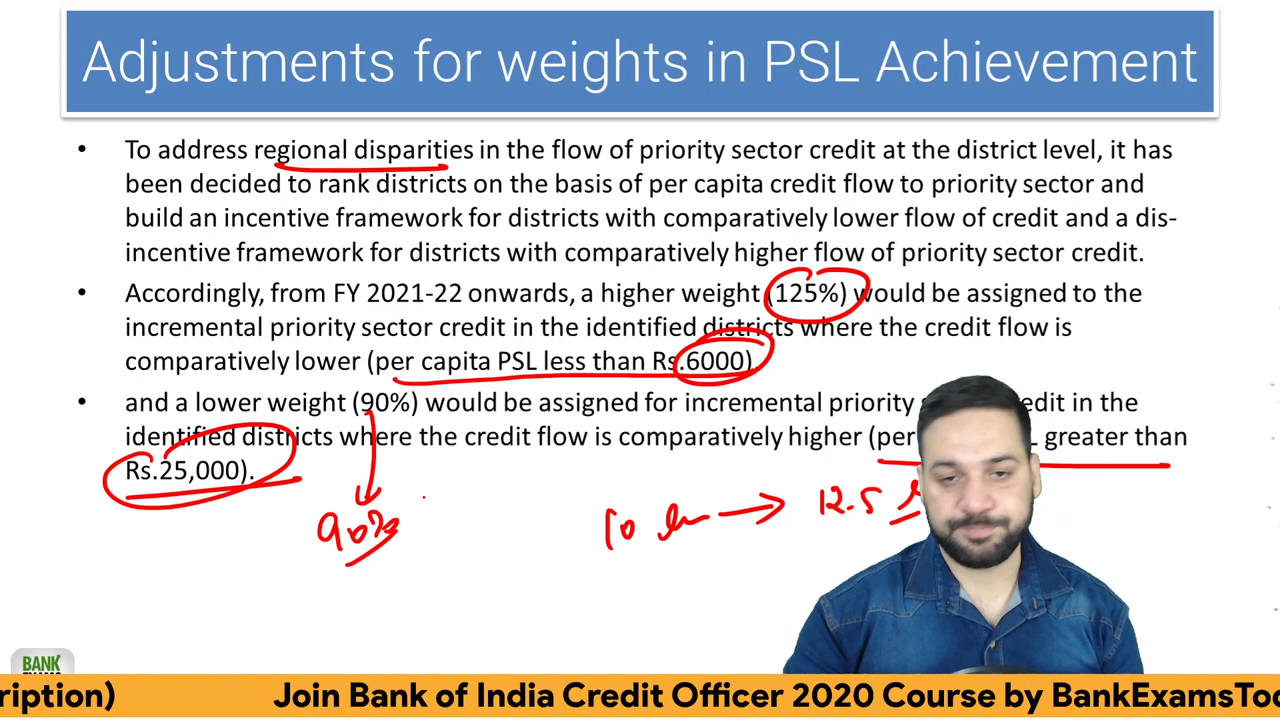 Adjustments for weights in PSL Achievement
• To address regional disparities in the flow of priority sector credit at the district level, it has
been decided to rank districts on the basis of per capita credit flow to priority sector and
build an incentive framework for districts with comparatively lower flow of credit and a dis-
incentive framework for districts with comparatively higher flow of priority sector credit.
• Accordingly, from FY 2021-22 onwards, a higher weight (125%) would be assigned to the
incremental priority sector credit in the identified districts where the credit flow is
comparatively lower (per capita PSL less than Rs.6000)
• and a lower weight (90%) would be assigned for incremental priority edit in the
identified districts where the credit flow is comparatively higher (per greater than
Rs.25,000).
90%
10 → 12.5
BANK
ription) Join Bank of India Credit Officer 2020 Course by BankExamsTod